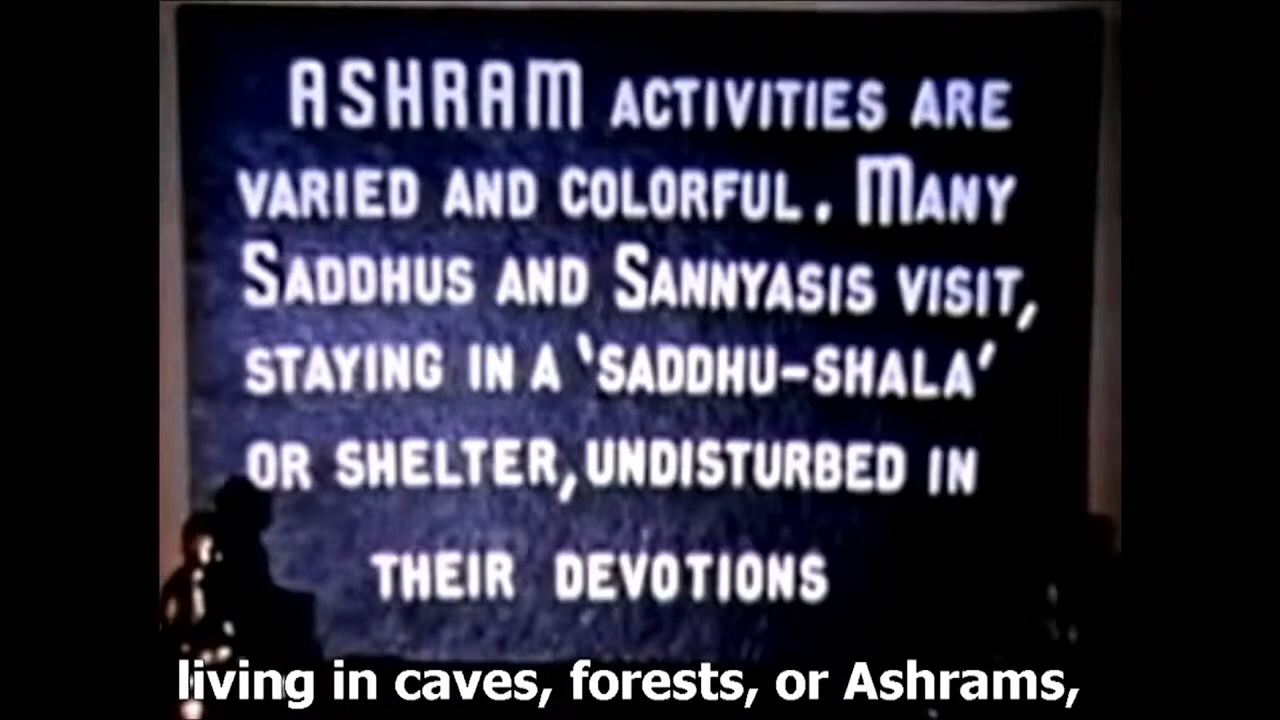 ASHRAM ACTIVITIES ARE
VARIED AND COLORFUL. MANY
SADDHUS AND SANNYASIS VISIT,
STAYING IN A 'SADDHU-SHALA'
OR SHELTER, UNDISTURBED IN
THEIR DEVOTIONS
living in caves, forests, or Ashrams,